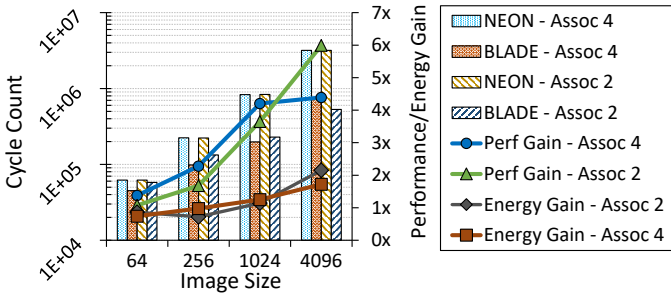 1E+07
1E+06
1E+05
1E+04
Cycle Count
64
256
1024
4096
Image Size
7x
6x
5x
4x
3x
2x
1x
0x
Performance/Energy Gain
NEON - Assoc 4
BLADE - Assoc 4
NEON - Assoc 2
BLADE - Assoc 2
Perf Gain - Assoc 4
Perf Gain - Assoc 2
Energy Gain - Assoc 2
Energy Gain - Assoc 4